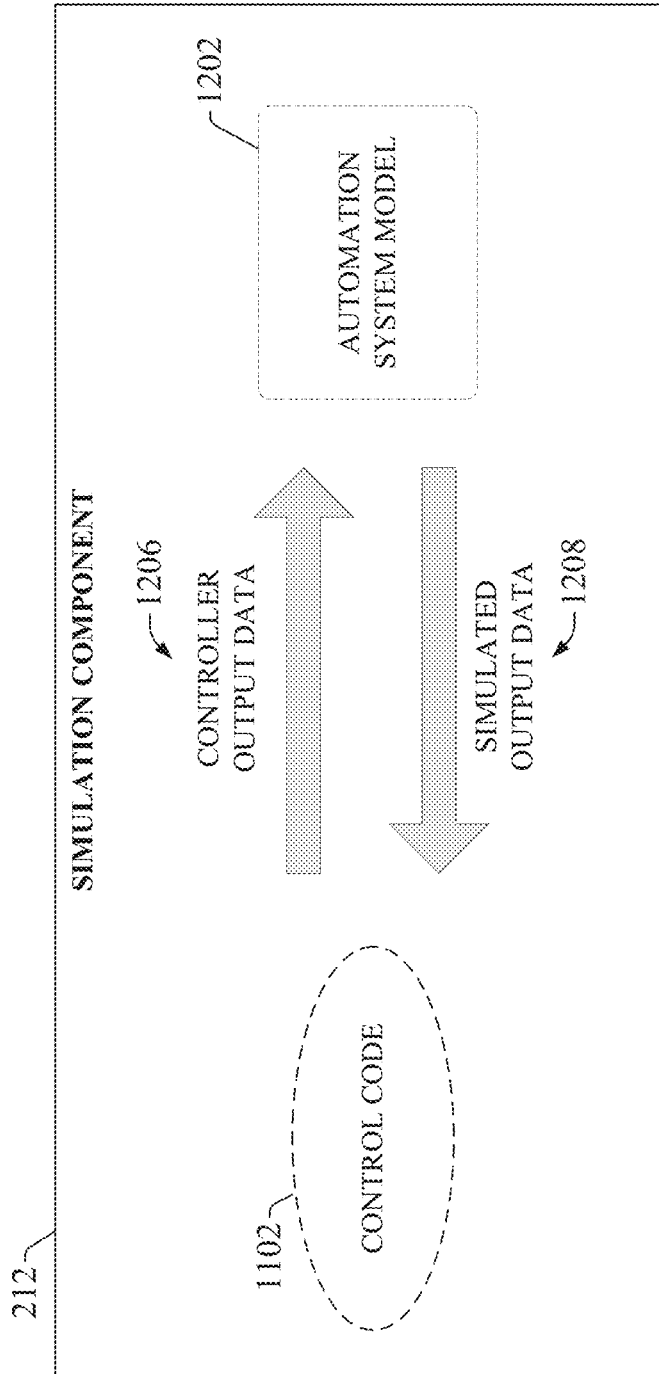 212
SIMULATION COMPONENT
1102
CONTROL CODE
1206
CONTROLLER
OUTPUT DATA
SIMULATED
OUTPUT DATA
1208
1202
AUTOMATION
SYSTEM MODEL